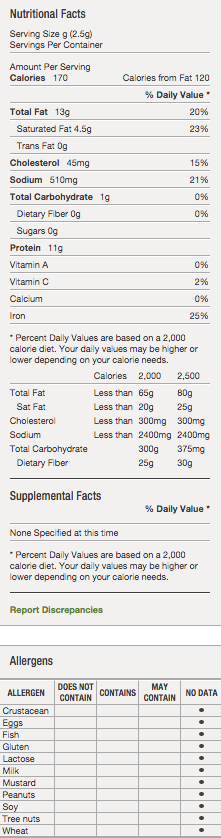 Nutritional Facts
Serving Size g (2.5g)
Servings Per Container
Amount Per Serving
Calories 170 Calories from Fat 120
% Daily Value *
Total Fat 13g 20%
Saturated Fat 4.5g 23%
Trans Fat 0g
Cholesterol 45mg 15%
Sodium 510mg 21%
Total Carbohydrate 1g 0%
Dietary Fiber 0g 0%
Sugars 0g
Protein 11g
Vitamin A 0%
Vitamin C 2%
Calcium 0%
Iron 25%
* Percent Daily Values are based on a 2,000
calorie diet. Your daily values may be higher or
lower depending on your calorie needs.
Calories 2,000 2,500
Total Fat Less than 65g 80g
Sat Fat Less than 20g 25g
Cholesterol Less than 300mg 300mg
Sodium Less than 2400mg 2400mg
Total Carbohydrate 300g 375mg
Dietary Fiber 25g 30g
Supplemental Facts
% Daily Value *
None Specified at this time
* Percent Daily Values are based on a 2,000
calorie diet. Your daily values may be higher or
lower depending on your calorie needs.
Report Discrepancies
Allergens
ALLERGEN DOES NOT CONTAIN CONTAINS MAY CONTAIN NO DATA
Crustacean •
Eggs •
Fish •
Gluten •
Lactose •
Milk •
Mustard •
Peanuts •
Soy •
Tree nuts •
Wheat •